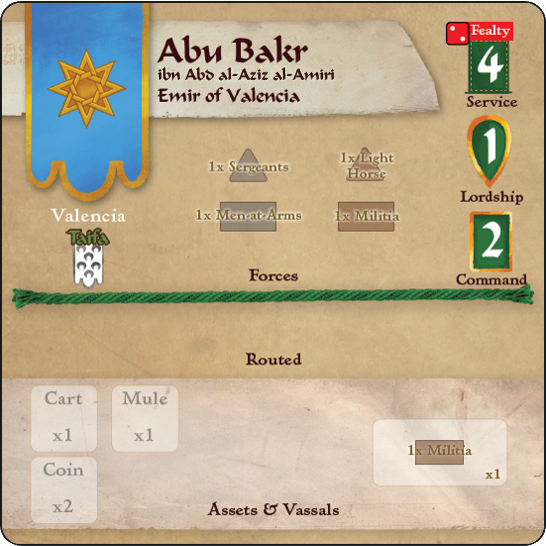 Abu Bakr
ibn Abd al-Aziz al-Amiri
Emir of Valencia
Fealty
4
Service
1
Lordship
2
Command
Valencia
Taifa
1x Sergeants
1x Light
Horse
1x Men-at-Arms
1x Militia
Forces
Routed
Cart
x1
Mule
x1
Coin
x2
1x Militia
x1
Assets & Vassals